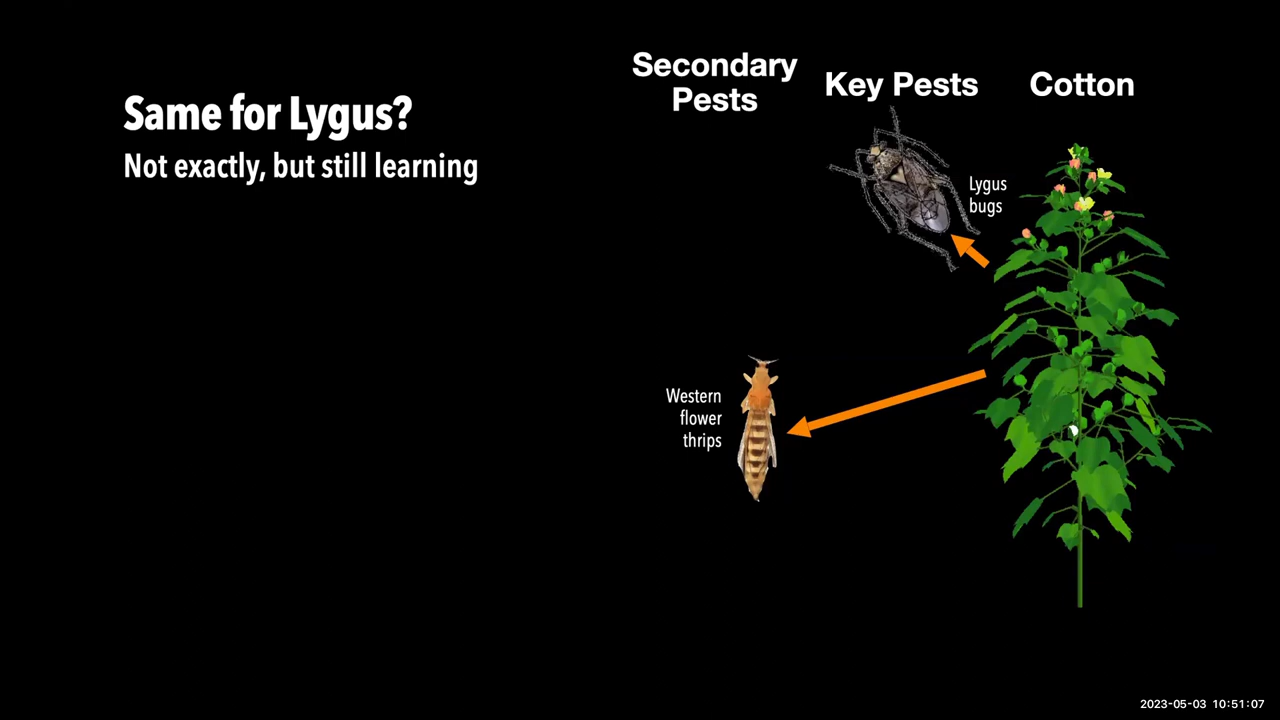 Same for Lygus?
Not exactly, but still learning
Secondary
Pests
Key Pests
Cotton
Lygus
bugs
Western
flower
thrips
2023-05-03 10:51:07